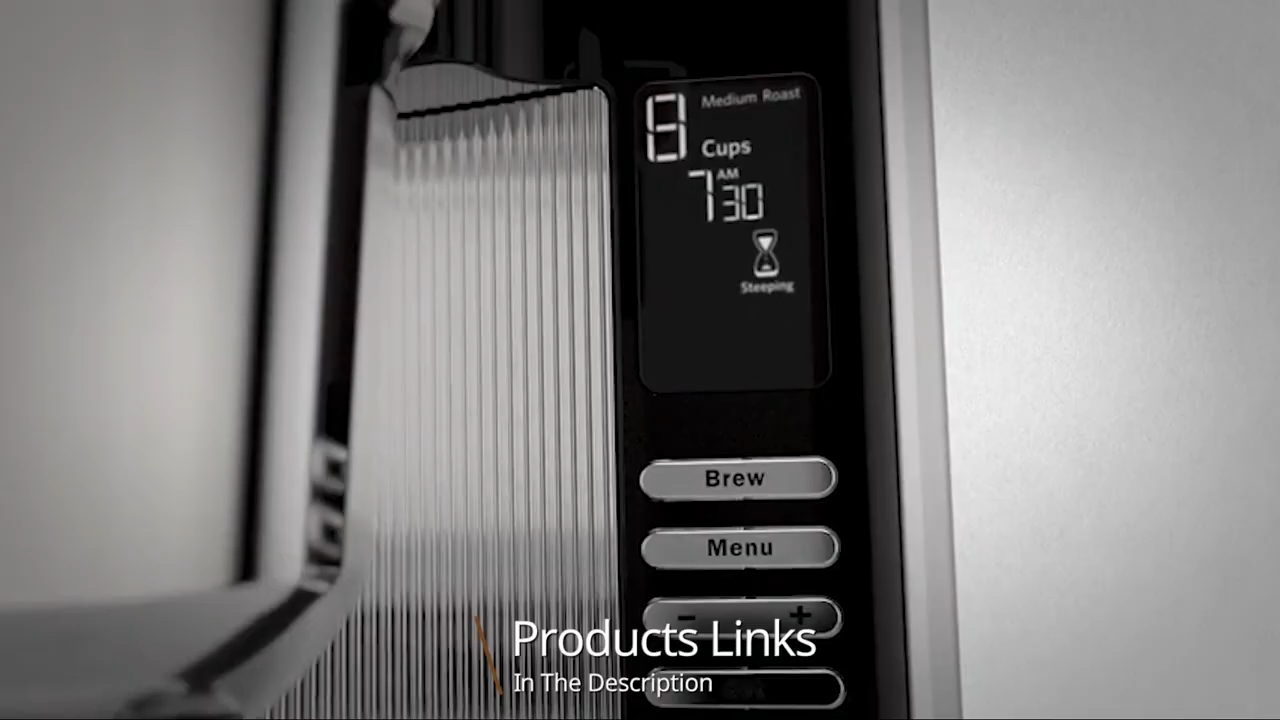 8 Medium Roast
Cups
AM
7 30
Steeping
Brew
Menu
- +
Products Links
In The Description